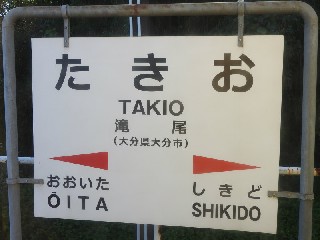 たきお
TAKIO
滝尾
(大分県大分市)
おおいた しきど
ŌITA SHIKIDO